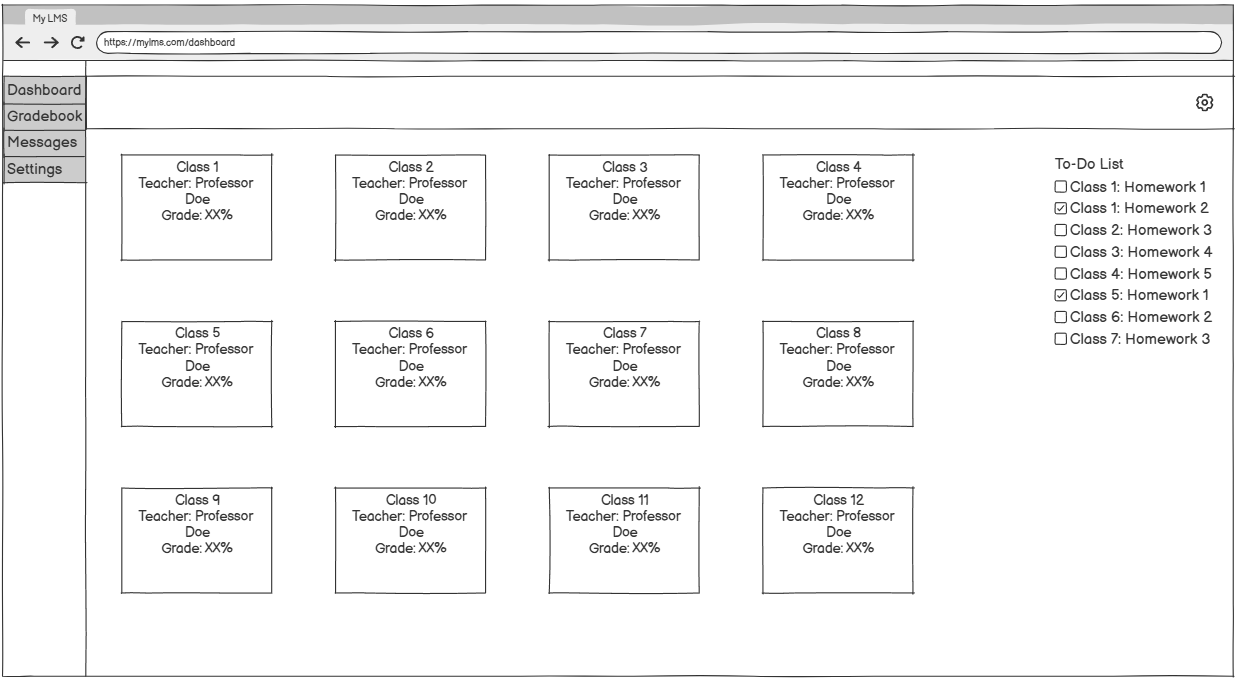 My LMS
https://mylms.com/dashboard
Dashboard
Gradebook
Messages
Settings
Class 1
Teacher: Professor
Doe
Grade: XX%
Class 2
Teacher: Professor
Doe
Grade: XX%
Class 3
Teacher: Professor
Doe
Grade: XX%
Class 4
Teacher: Professor
Doe
Grade: XX%
Class 5
Teacher: Professor
Doe
Grade: XX%
Class 6
Teacher: Professor
Doe
Grade: XX%
Class 7
Teacher: Professor
Doe
Grade: XX%
Class 8
Teacher: Professor
Doe
Grade: XX%
Class 9
Teacher: Professor
Doe
Grade: XX%
Class 10
Teacher: Professor
Doe
Grade: XX%
Class 11
Teacher: Professor
Doe
Grade: XX%
Class 12
Teacher: Professor
Doe
Grade: XX%
To-Do List
Class 1: Homework 1
Class 1: Homework 2
Class 2: Homework 3
Class 3: Homework 4
Class 4: Homework 5
Class 5: Homework 1
Class 6: Homework 2
Class 7: Homework 3